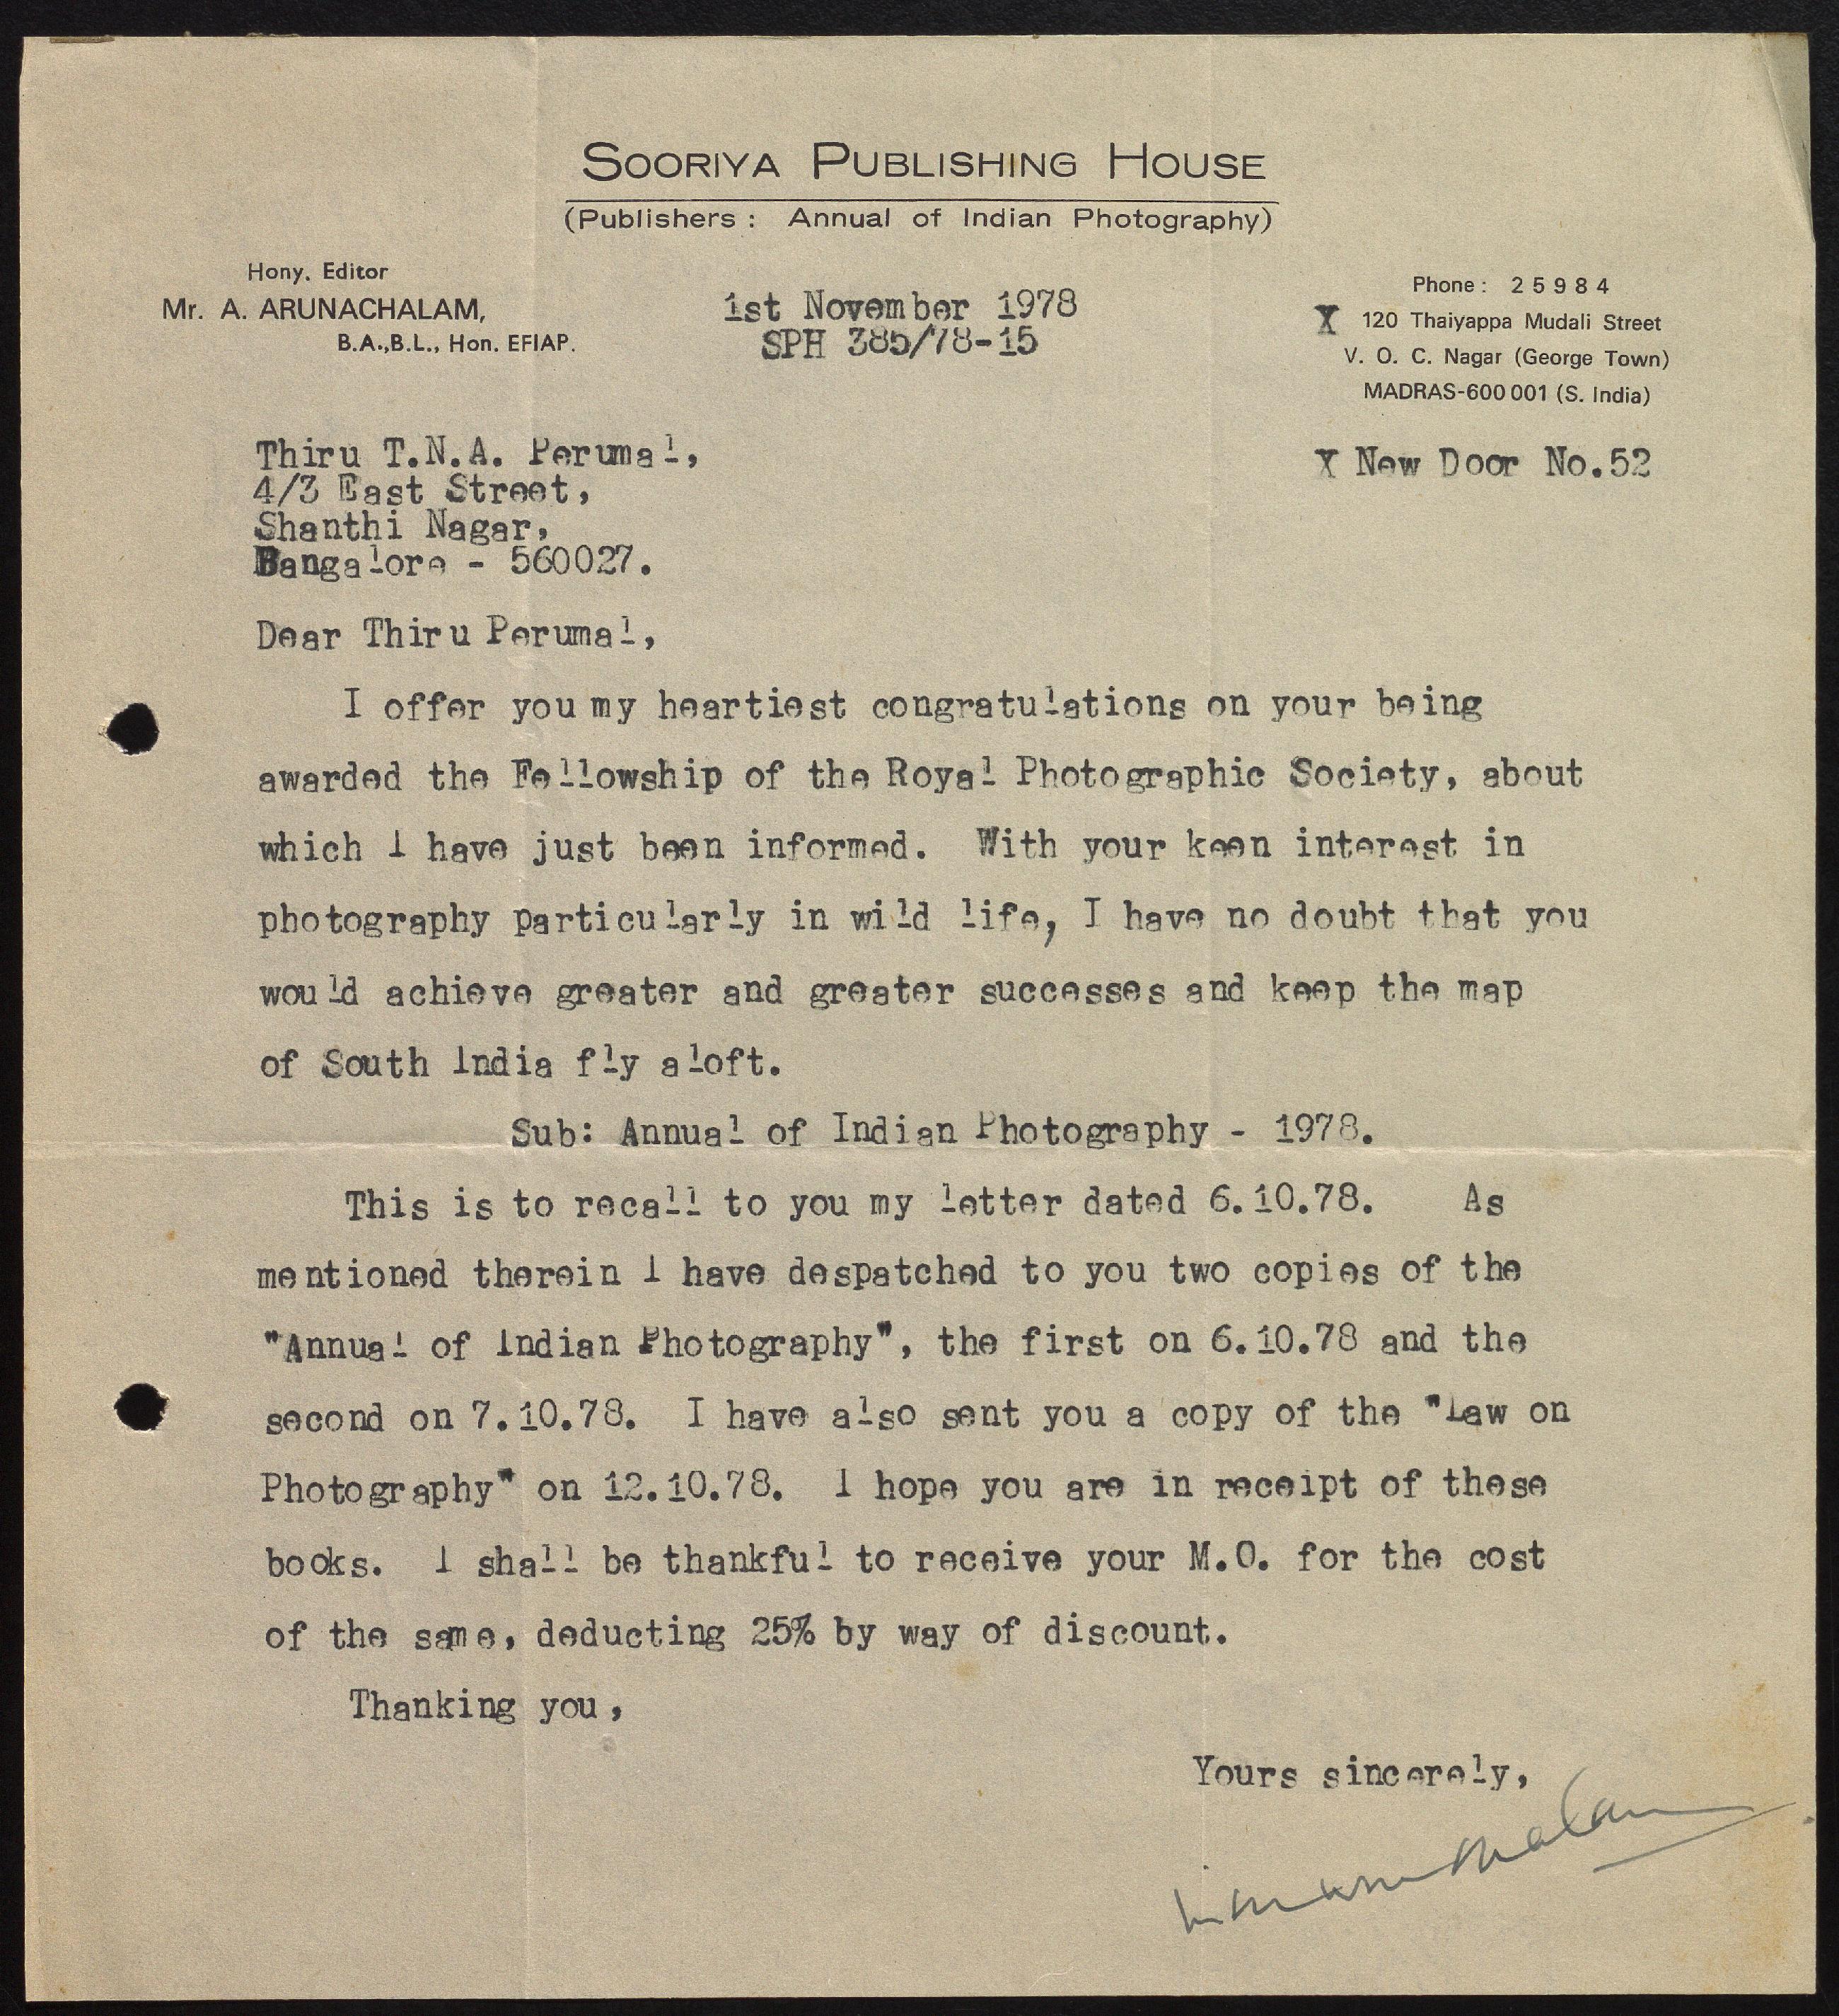 SOORIYA PUBLISHING HOUSE
(Publishers : Annual of Indian Photography)
Hony. Editor
Mr. A. ARUNACHALAM,
B.A.,B.L., Hon. EFIAP.
1st November 1978
SPH 385/78-15
Phone : 25984
X 120 Thaiyappa Mudali Street
V. O. C. Nagar (George Town)
MADRAS-600 001 (S. India)
X New Door No.52
Thiru T.N.A. Perumal,
4/3 East Street,
Shanthi Nagar,
Bangalore - 560027.
Dear Thiru Perumal,
I offer you my heartiest congratulations on your being
awarded the Fellowship of the Royal Photographic Society, about
which I have just been informed. With your keen interest in
photography particularly in wild life, I have no doubt that you
would achieve greater and greater successes and keep the map
of South India fly aloft.
Sub: Annual of Indian Photography - 1978.
This is to recall to you my letter dated 6.10.78. As
mentioned therein I have despatched to you two copies of the
"Annual of Indian Photography", the first on 6.10.78 and the
second on 7.10.78. I have also sent you a copy of the "Law on
Photography" on 12.10.78. I hope you are in receipt of these
books. I shall be thankful to receive your M.O. for the cost
of the same, deducting 25% by way of discount.
Thanking you,
Yours sincerely,